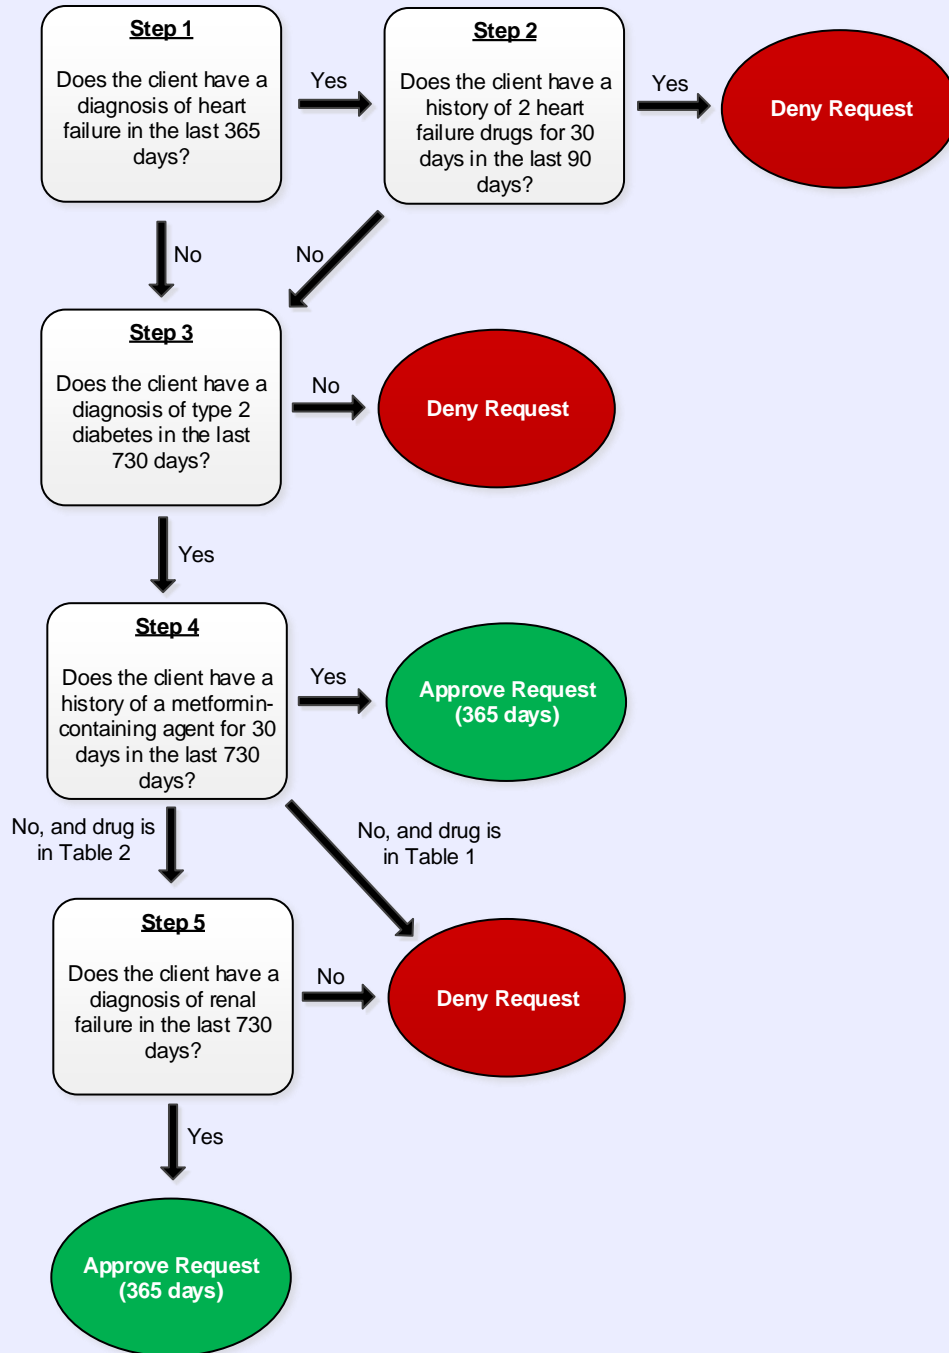 Step 1
Does the client have a
diagnosis of heart
failure in the last 365
days?
Yes
Step 2
Does the client have a
history of 2 heart
failure drugs for 30
days in the last 90
days?
Yes
Deny Request
No
No
Step 3
Does the client have a
diagnosis of type 2
diabetes in the last
730 days?
No
Deny Request
Yes
Step 4
Does the client have a
history of a metformin-
containing agent for 30
days in the last 730
days?
Yes
Approve Request
(365 days)
No, and drug is
in Table 2
No, and drug is
in Table 1
Step 5
Does the client have a
diagnosis of renal
failure in the last 730
days?
No
Deny Request
Yes
Approve Request
(365 days)